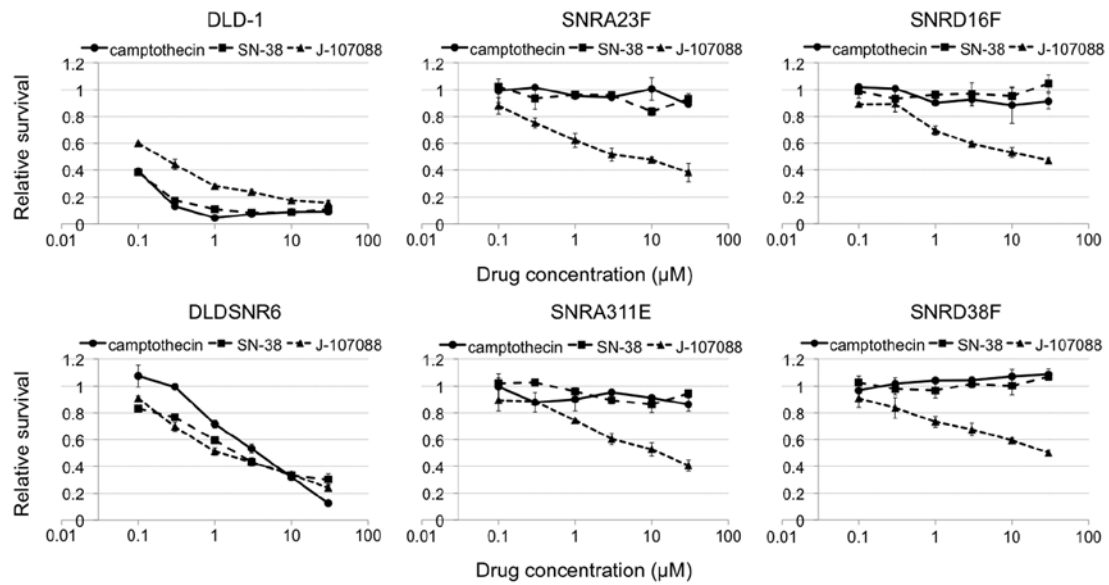 DLD-1
SNRA23F
SNRD16F
camptothecin SN-38 J-107088
camptothecin SN-38 J-107088
camptothecin SN-38 J-107088
Relative survival
1.2
1
0.8
0.6
0.4
0.2
0
0.01 0.1 1 10 100
1.2
1
0.8
0.6
0.4
0.2
0
0.01 0.1 1 10 100
1.2
1
0.8
0.6
0.4
0.2
0
0.01 0.1 1 10 100
Drug concentration (µM)
DLDSNR6
SNRA311E
SNRD38F
camptothecin SN-38 J-107088
camptothecin SN-38 J-107088
camptothecin SN-38 J-107088
Relative survival
1.2
1
0.8
0.6
0.4
0.2
0
0.01 0.1 1 10 100
1.2
1
0.8
0.6
0.4
0.2
0
0.01 0.1 1 10 100
1.2
1
0.8
0.6
0.4
0.2
0
0.01 0.1 1 10 100
Drug concentration (µM)